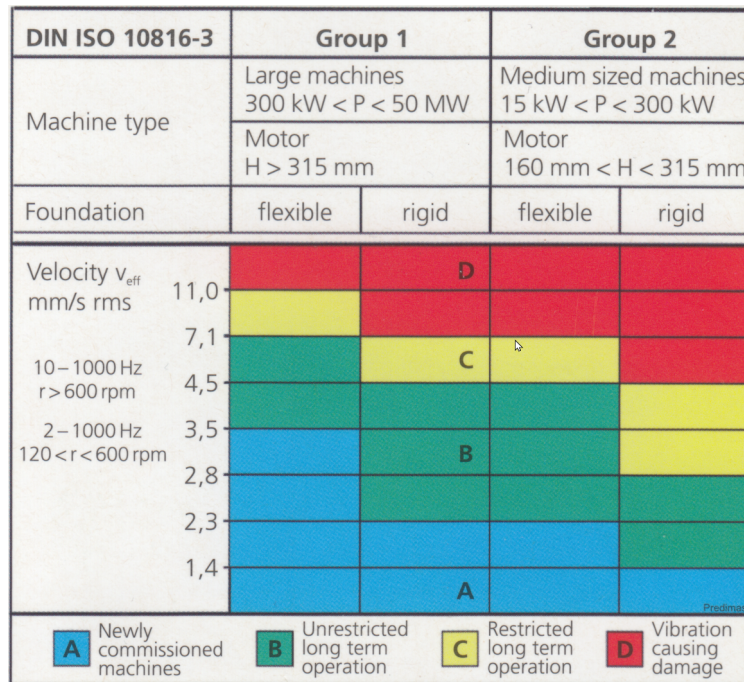 DIN ISO 10816-3
Group 1
Group 2
Machine type
Large machines
300 kW < P < 50 MW
Medium sized machines
15 kW < P < 300 kW
Motor
H > 315 mm
Motor
160 mm < H < 315 mm
Foundation
flexible
rigid
flexible
rigid
Velocity veff
mm/s rms
10 – 1000 Hz
r > 600 rpm
2 – 1000 Hz
120 < r < 600 rpm
11,0
7,1
4,5
3,5
2,8
2,3
1,4
D
C
B
A
Predimas
A Newly
commissioned
machines
B Unrestricted
long term
operation
C Restricted
long term
operation
D Vibration
causing
damage